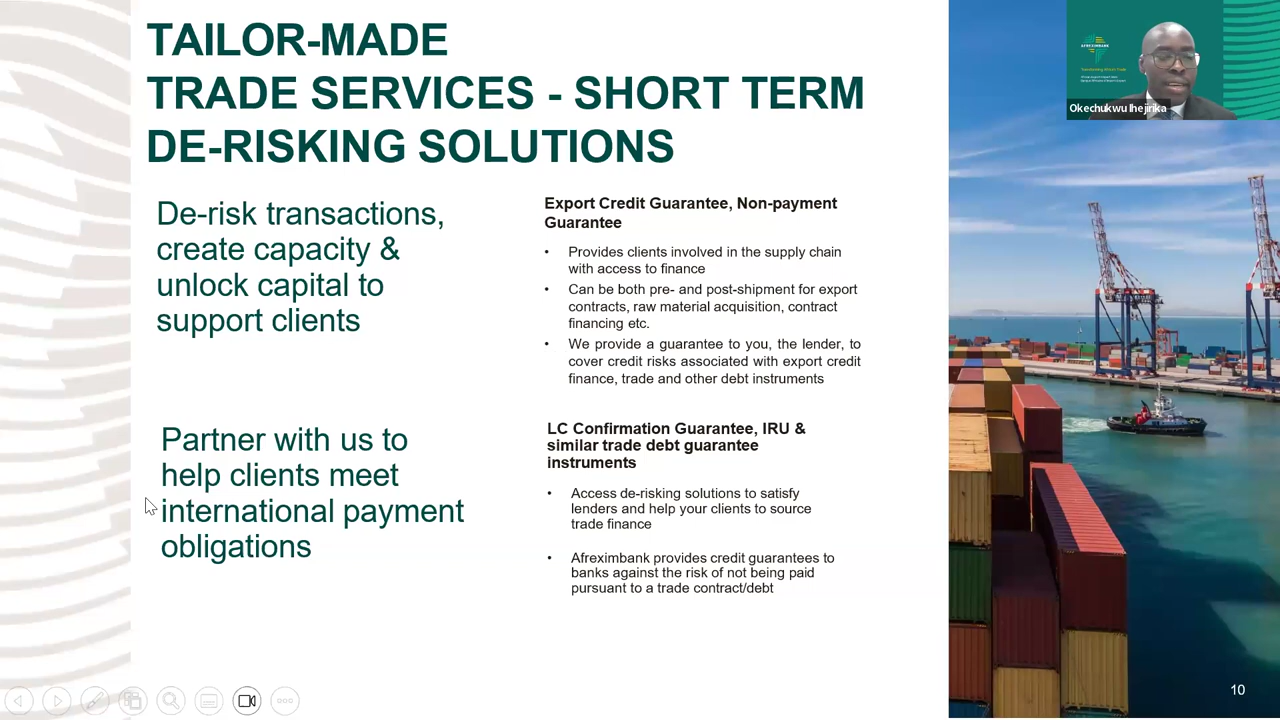 TAILOR-MADE
TRADE SERVICES - SHORT TERM
DE-RISKING SOLUTIONS
De-risk transactions,
create capacity &
unlock capital to
support clients
Export Credit Guarantee, Non-payment
Guarantee
• Provides clients involved in the supply chain
with access to finance
• Can be both pre- and post-shipment for export
contracts, raw material acquisition, contract
financing etc.
• We provide a guarantee to you, the lender, to
cover credit risks associated with export credit
finance, trade and other debt instruments
Partner with us to
help clients meet
international payment
obligations
LC Confirmation Guarantee, IRU &
similar trade debt guarantee
instruments
• Access de-risking solutions to satisfy
lenders and help your clients to source
trade finance
• Afreximbank provides credit guarantees to
banks against the risk of not being paid
pursuant to a trade contract/debt
AFREXIMBANK
Okechukwu Ihejirika
10